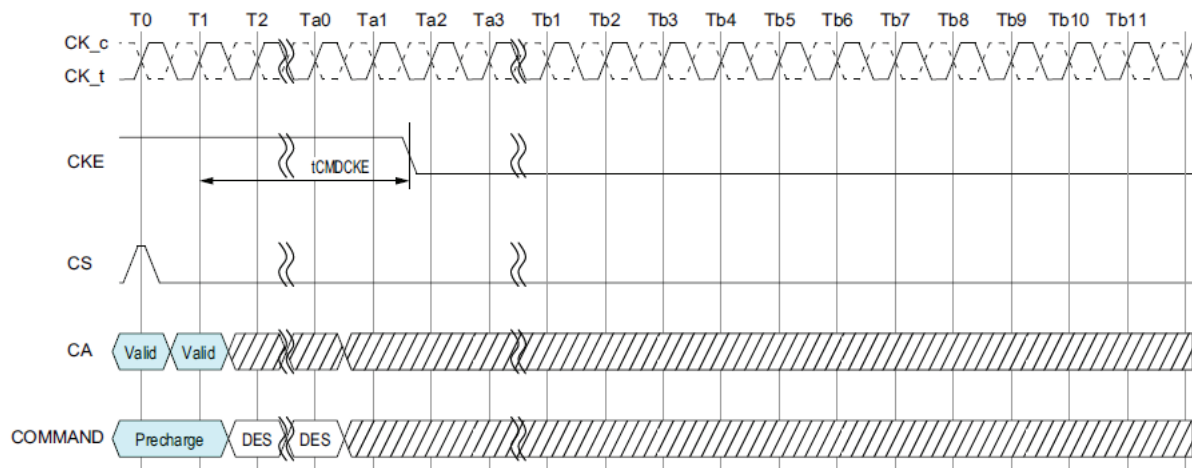 T0 T1 T2 Ta0 Ta1 Ta2 Ta3 Tb1 Tb2 Tb3 Tb4 Tb5 Tb6 Tb7 Tb8 Tb9 Tb10 Tb11
CK_c
CK_t
CKE
tCMDCKE
CS
CA Valid Valid
COMMAND Precharge DES DES